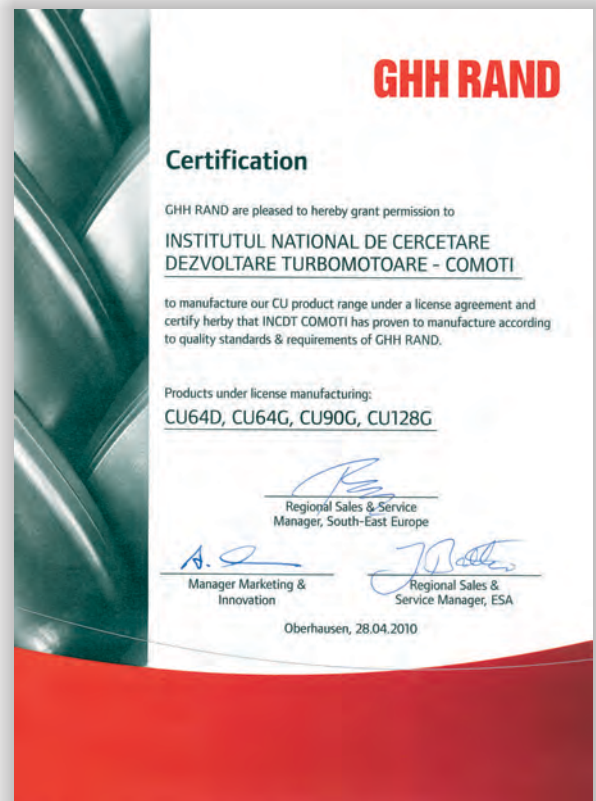 GHH RAND
Certification
GHH RAND are pleased to hereby grant permission to
INSTITUTUL NATIONAL DE CERCETARE
DEZVOLTARE TURBOMOTOARE - COMOTI
to manufacture our CU product range under a license agreement and
certify herby that INCDT COMOTI has proven to manufacture according
to quality standards & requirements of GHH RAND.
Products under license manufacturing:
CU64D, CU64G, CU90G, CU128G
Regional Sales & Service
Manager, South-East Europe
Manager Marketing &
Innovation
Regional Sales &
Service Manager, ESA
Oberhausen, 28.04.2010